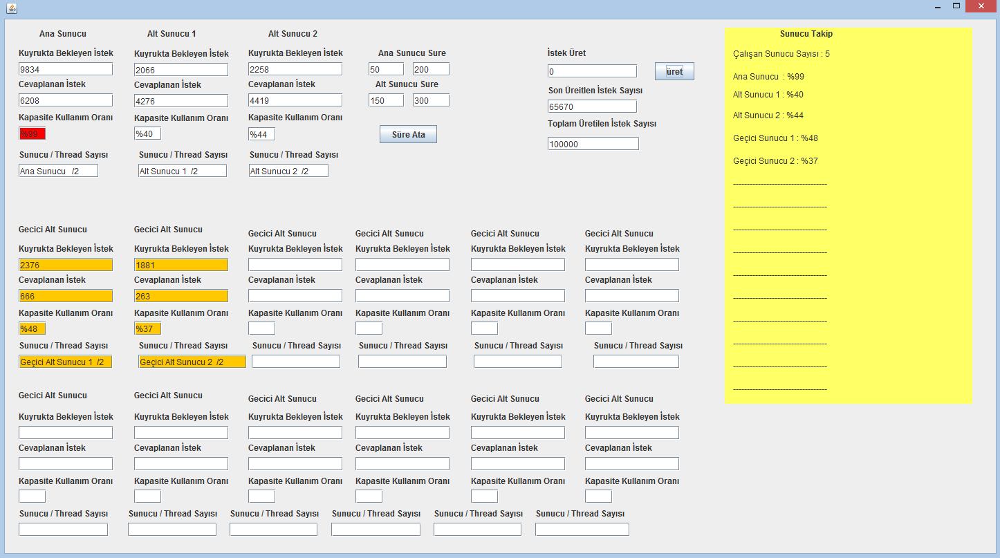 Ana Sunucu
Alt Sunucu 1
Alt Sunucu 2
Kuyrukta Bekleyen İstek
Kuyrukta Bekleyen İstek
Kuyrukta Bekleyen İstek
Ana Sunucu Sure
İstek Üret
9834
2066
2258
50
200
0
üret
Cevaplanan İstek
Cevaplanan İstek
Cevaplanan İstek
Alt Sunucu Sure
Son Üreitlen İstek Sayısı
6208
4276
4419
150
300
65670
Kapasite Kullanım Oranı
Kapasite Kullanım Oranı
Kapasite Kullanım Oranı
Toplam Üretilen İstek Sayısı
%99
%40
%44
Süre Ata
100000
Sunucu / Thread Sayısı
Sunucu / Thread Sayısı
Sunucu / Thread Sayısı
Ana Sunucu /2
Alt Sunucu 1 /2
Alt Sunucu 2 /2
Sunucu Takip
Çalışan Sunucu Sayısı : 5
Ana Sunucu : %99
Alt Sunucu 1 : %40
Alt Sunucu 2 : %44
Geçici Sunucu 1 : %48
Geçici Sunucu 2 : %37
----------------------------------
----------------------------------
----------------------------------
----------------------------------
----------------------------------
----------------------------------
----------------------------------
----------------------------------
----------------------------------
----------------------------------
Gecici Alt Sunucu
Gecici Alt Sunucu
Gecici Alt Sunucu
Gecici Alt Sunucu
Gecici Alt Sunucu
Gecici Alt Sunucu
Kuyrukta Bekleyen İstek
Kuyrukta Bekleyen İstek
Kuyrukta Bekleyen İstek
Kuyrukta Bekleyen İstek
Kuyrukta Bekleyen İstek
Kuyrukta Bekleyen İstek
2376
1881
Cevaplanan İstek
Cevaplanan İstek
Cevaplanan İstek
Cevaplanan İstek
Cevaplanan İstek
Cevaplanan İstek
666
263
Kapasite Kullanım Oranı
Kapasite Kullanım Oranı
Kapasite Kullanım Oranı
Kapasite Kullanım Oranı
Kapasite Kullanım Oranı
Kapasite Kullanım Oranı
%48
%37
Sunucu / Thread Sayısı
Sunucu / Thread Sayısı
Sunucu / Thread Sayısı
Sunucu / Thread Sayısı
Sunucu / Thread Sayısı
Sunucu / Thread Sayısı
Geçici Alt Sunucu 1 /2
Geçici Alt Sunucu 2 /2
Gecici Alt Sunucu
Gecici Alt Sunucu
Gecici Alt Sunucu
Gecici Alt Sunucu
Gecici Alt Sunucu
Gecici Alt Sunucu
Kuyrukta Bekleyen İstek
Kuyrukta Bekleyen İstek
Kuyrukta Bekleyen İstek
Kuyrukta Bekleyen İstek
Kuyrukta Bekleyen İstek
Kuyrukta Bekleyen İstek
Cevaplanan İstek
Cevaplanan İstek
Cevaplanan İstek
Cevaplanan İstek
Cevaplanan İstek
Cevaplanan İstek
Kapasite Kullanım Oranı
Kapasite Kullanım Oranı
Kapasite Kullanım Oranı
Kapasite Kullanım Oranı
Kapasite Kullanım Oranı
Kapasite Kullanım Oranı
Sunucu / Thread Sayısı
Sunucu / Thread Sayısı
Sunucu / Thread Sayısı
Sunucu / Thread Sayısı
Sunucu / Thread Sayısı
Sunucu / Thread Sayısı